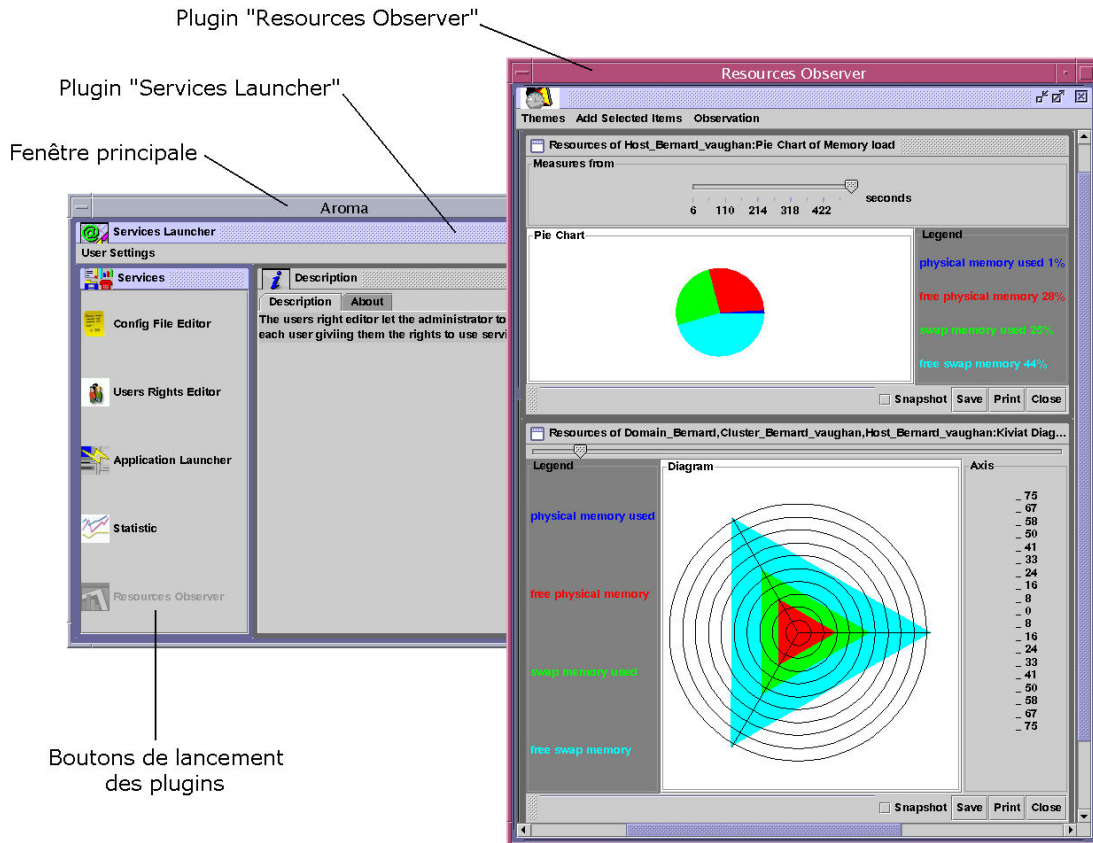 Plugin "Resources Observer"
Plugin "Services Launcher"
Fenêtre principale
Boutons de lancement
des plugins
Aroma
Services Launcher
User Settings
Services
Config File Editor
Users Rights Editor
Application Launcher
Statistic
Resources Observer
Description
Description About
The users right editor let the administrator to
each user giviing them the rights to use servi
Resources Observer
Themes Add Selected Items Observation
Resources of Host_Bernard_vaughan:Pie Chart of Memory load
Measures from
seconds
6 110 214 318 422
Pie Chart
Legend
physical memory used 1%
free physical memory 28%
swap memory used 25%
free swap memory 44%
Snapshot Save Print Close
Resources of Domain_Bernard,Cluster_Bernard_vaughan,Host_Bernard_vaughan:Kiviat Diag...
Legend
physical memory used
free physical memory
swap memory used
free swap memory
Diagram
Axis
75
67
58
50
41
33
24
16
8
0
8
16
24
33
41
50
58
67
75
Snapshot Save Print Close